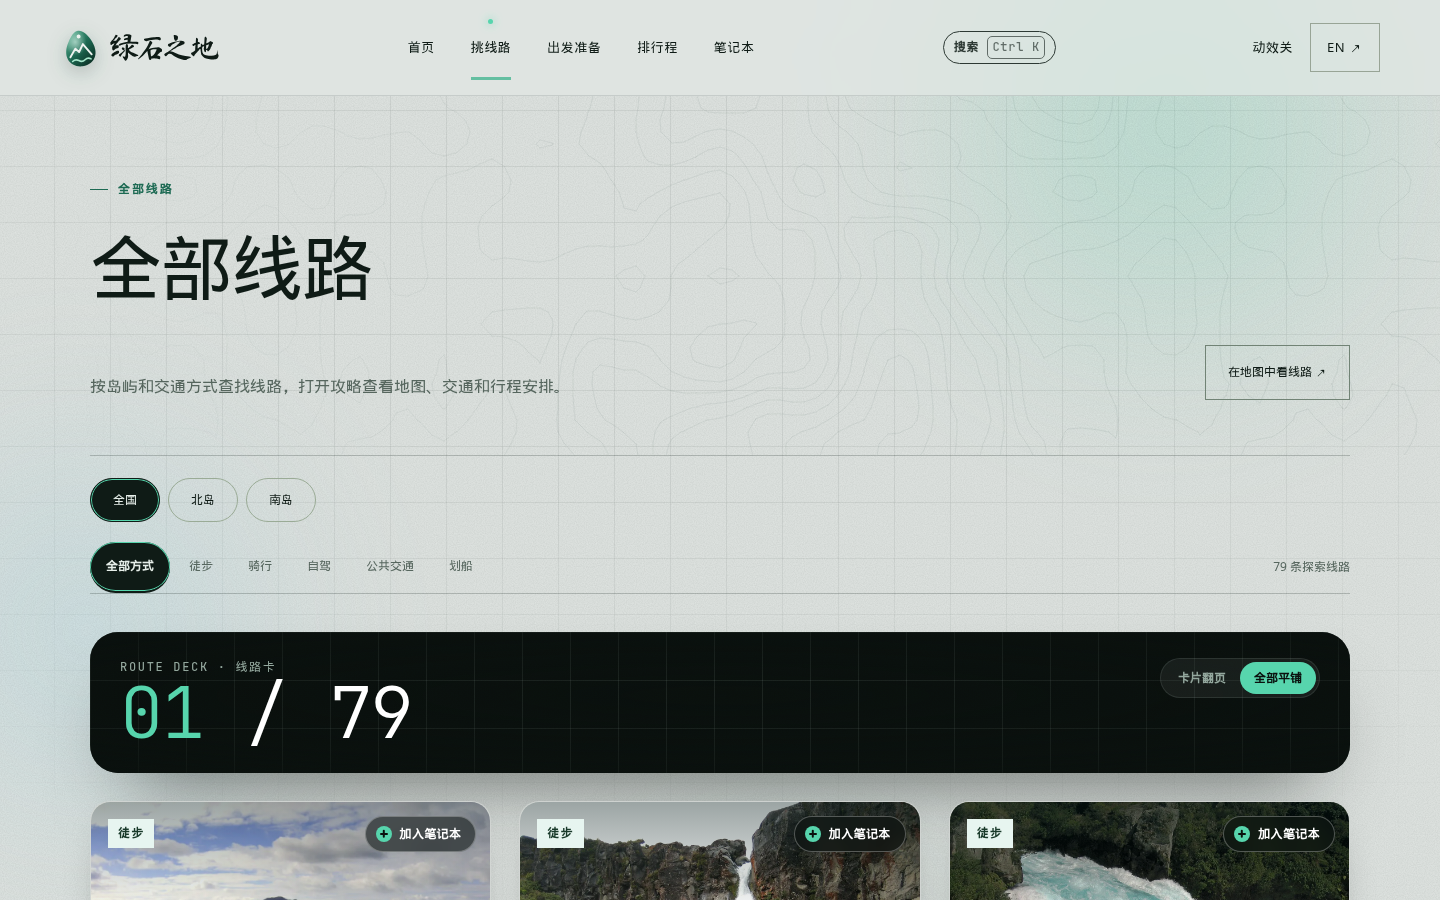 绿石之地
首页 挑线路 出发准备 排行程 笔记本
搜索 Ctrl K
动效关
EN ↗
全部线路
全部线路
按岛屿和交通方式查找线路，打开攻略查看地图、交通和行程安排。
在地图中看线路 ↗
全国 北岛 南岛
全部方式 徒步 骑行 自驾 公共交通 划船
79 条探索线路
ROUTE DECK · 线路卡
01 / 79
卡片翻页 全部平铺
徒步 加入笔记本
徒步 加入笔记本
徒步 加入笔记本